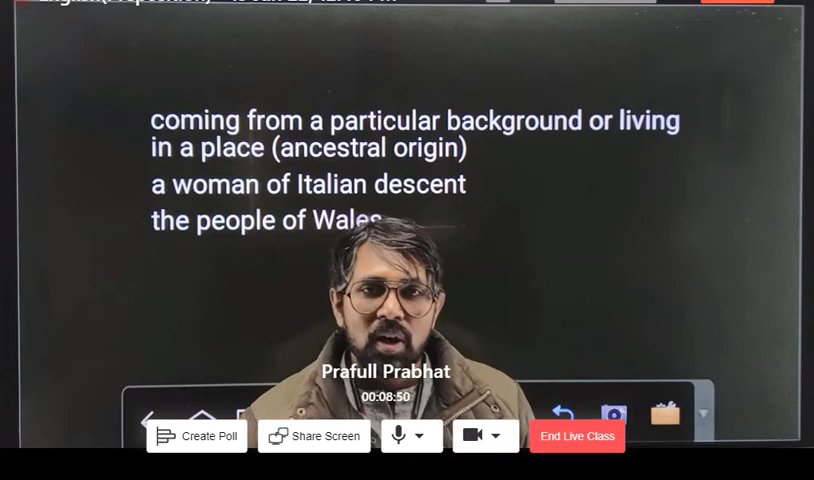 coming from a particular background or living
in a place (ancestral origin)
a woman of Italian descent
the people of Wales
Prafull Prabhat
00:08:50
Create Poll
Share Screen
End Live Class